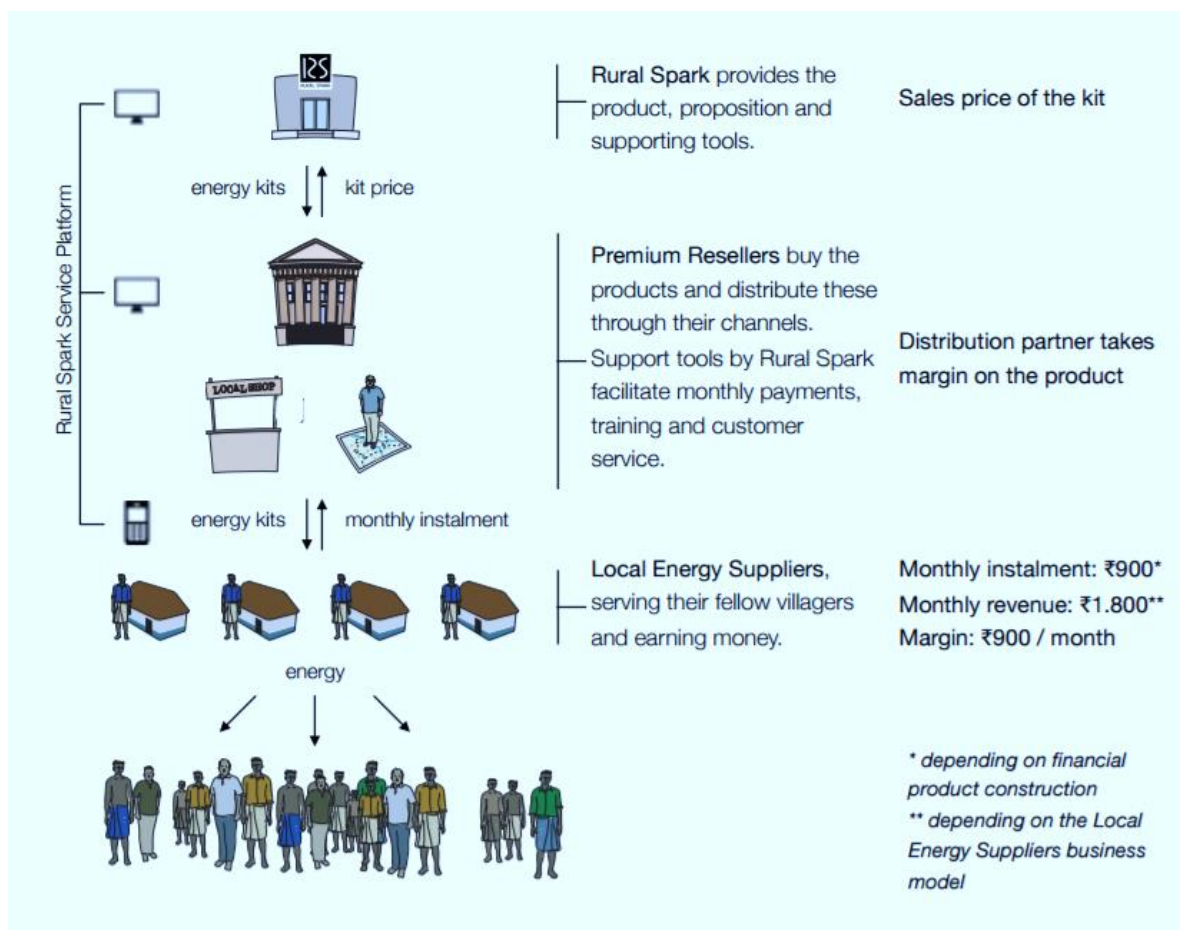 RS
RURAL SPARK
Rural Spark provides the
product, proposition and
supporting tools.
Sales price of the kit
energy kits
kit price
Rural Spark Service Platform
Premium Resellers buy the
products and distribute these
through their channels.
Support tools by Rural Spark
facilitate monthly payments,
training and customer
service.
Distribution partner takes
margin on the product
LOCAL SHOP
energy kits
monthly instalment
Local Energy Suppliers,
serving their fellow villagers
and earning money.
Monthly instalment: ₹900*
Monthly revenue: ₹1.800**
Margin: ₹900 / month
energy
* depending on financial
product construction
** depending on the Local
Energy Suppliers business
model